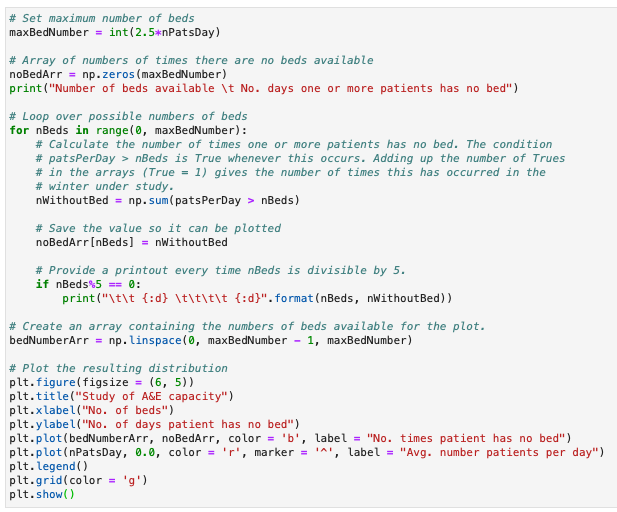 # Set maximum number of beds
maxBedNumber = int(2.5*nPatsDay)
# Array of numbers of times there are no beds available
noBedArr = np.zeros(maxBedNumber)
print("Number of beds available \t No. days one or more patients has no bed")
# Loop over possible numbers of beds
for nBeds in range(0, maxBedNumber):
    # Calculate the number of times one or more patients has no bed. The condition
    # patsPerDay > nBeds is True whenever this occurs. Adding up the number of Trues
    # in the arrays (True = 1) gives the number of times this has occurred in the
    # winter under study.
    nWithoutBed = np.sum(patsPerDay > nBeds)
    # Save the value so it can be plotted
    noBedArr[nBeds] = nWithoutBed
    # Provide a printout every time nBeds is divisible by 5.
    if nBeds%5 == 0:
        print("\t\t {:d} \t\t\t\t {:d}".format(nBeds, nWithoutBed))
# Create an array containing the numbers of beds available for the plot.
bedNumberArr = np.linspace(0, maxBedNumber - 1, maxBedNumber)
# Plot the resulting distribution
plt.figure(figsize = (6, 5))
plt.title("Study of A&E capacity")
plt.xlabel("No. of beds")
plt.ylabel("No. of days patient has no bed")
plt.plot(bedNumberArr, noBedArr, color = 'b', label = "No. times patient has no bed")
plt.plot(nPatsDay, 0.0, color = 'r', marker = '^', label = "Avg. number patients per day")
plt.legend()
plt.grid(color = 'g')
plt.show()